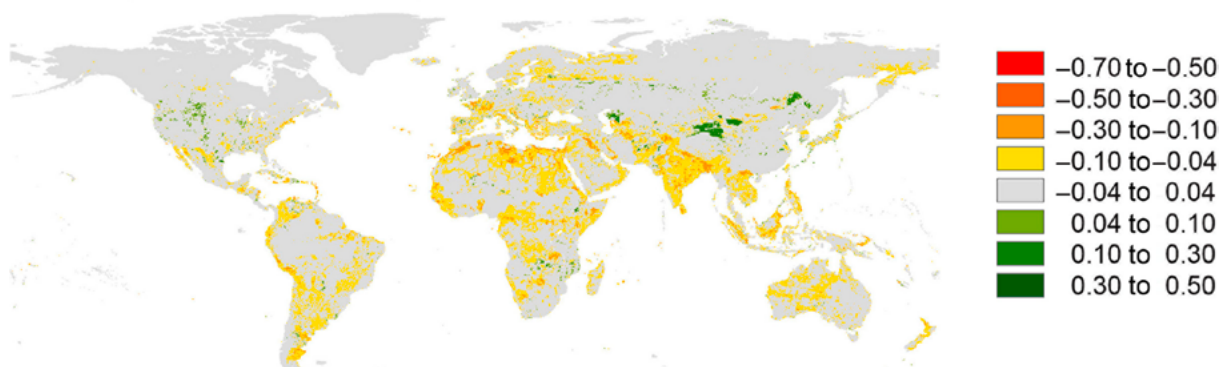 −0.70 to −0.50
−0.50 to −0.30
−0.30 to −0.10
−0.10 to −0.04
−0.04 to 0.04
0.04 to 0.10
0.10 to 0.30
0.30 to 0.50